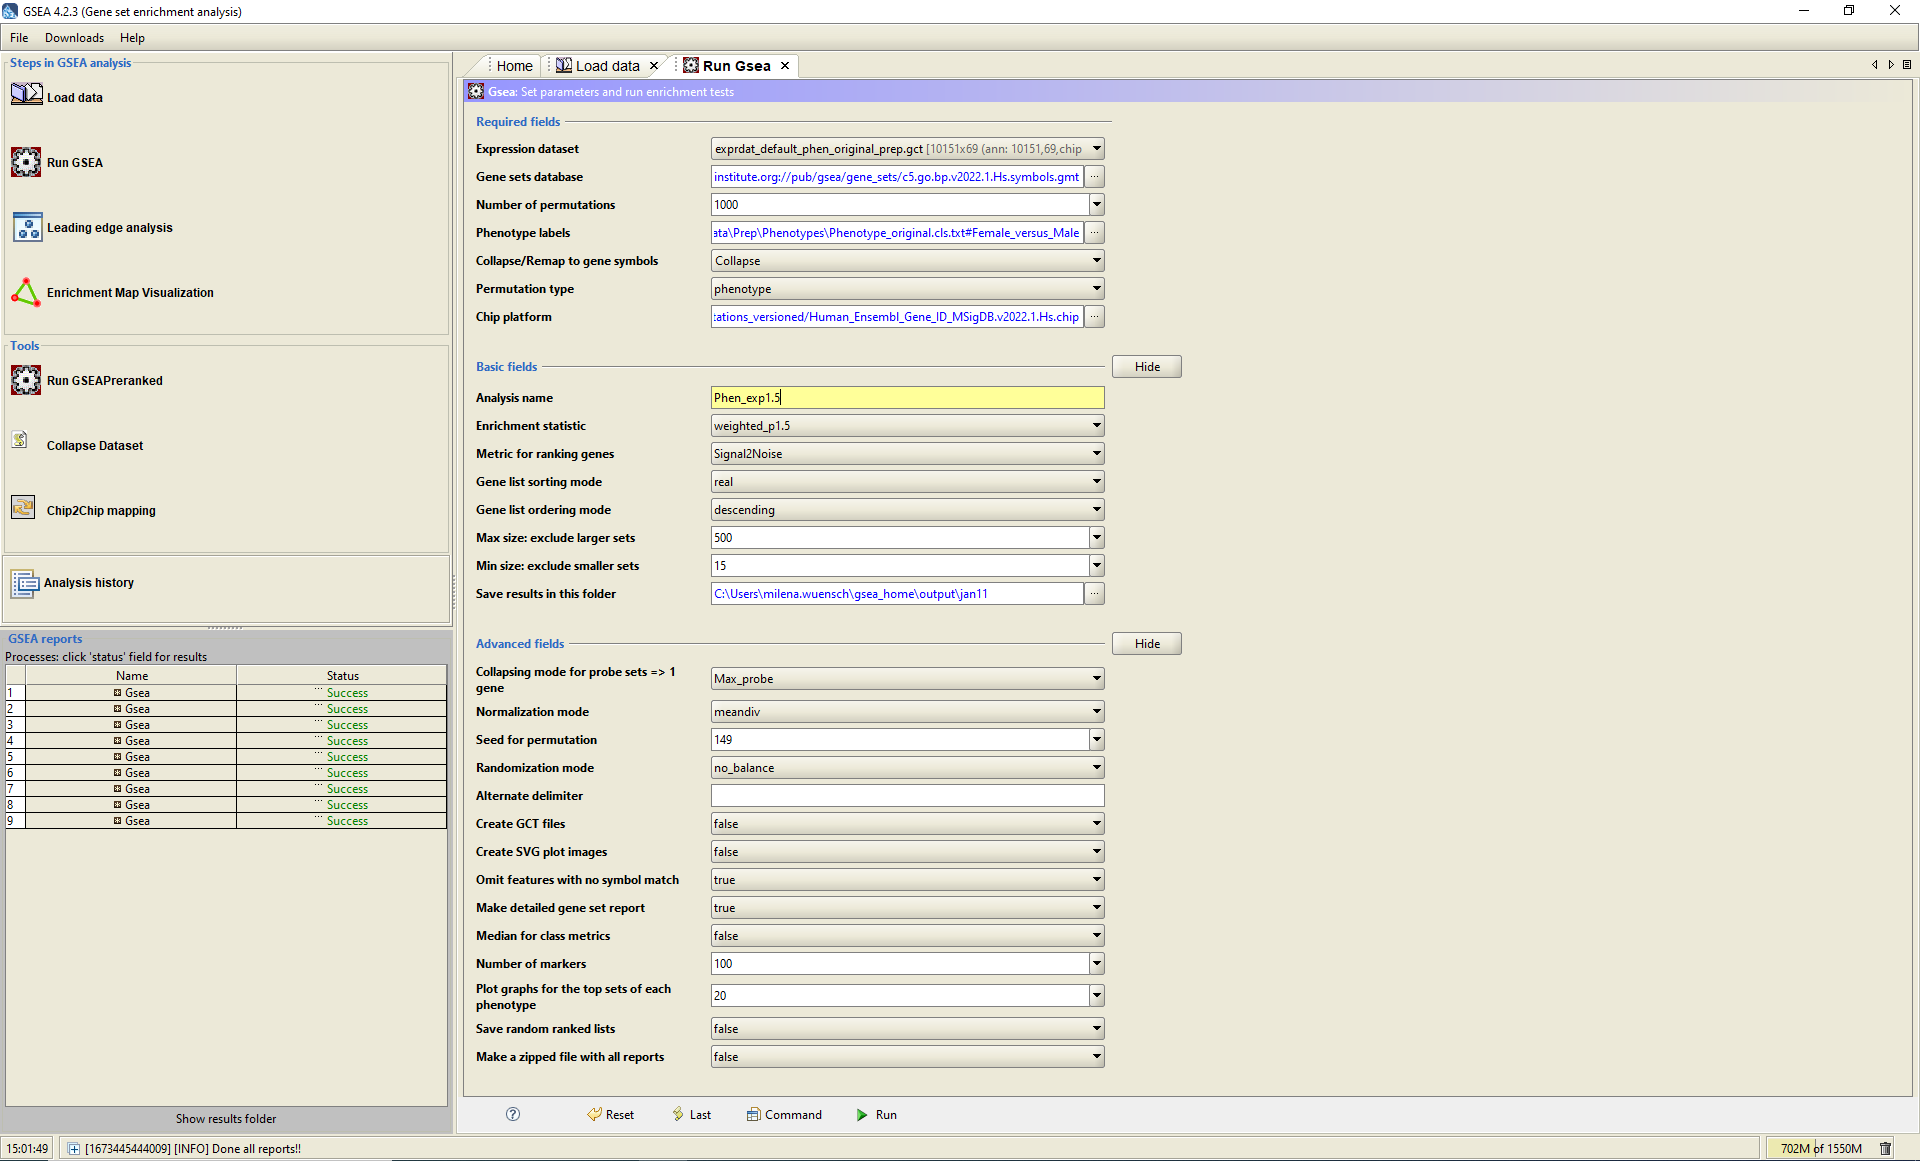 GSEA 4.2.3 (Gene set enrichment analysis)
File Downloads Help
Steps in GSEA analysis
Load data
Run GSEA
Leading edge analysis
Enrichment Map Visualization
Tools
Run GSEAPreranked
Collapse Dataset
Chip2Chip mapping
Analysis history
GSEA reports
Processes: click 'status' field for results
Name Status
1 Gsea Success
2 Gsea Success
3 Gsea Success
4 Gsea Success
5 Gsea Success
6 Gsea Success
7 Gsea Success
8 Gsea Success
9 Gsea Success
Show results folder
Home Load data Run Gsea
Gsea: Set parameters and run enrichment tests
Required fields
Expression dataset exprdat_default_phen_original_prep.gct [10151x69 (ann: 10151,69,chip
Gene sets database institute.org://pub/gsea/gene_sets/c5.go.bp.v2022.1.Hs.symbols.gmt ...
Number of permutations 1000
Phenotype labels ata\Prep\Phenotypes\Phenotype_original.cls.txt#Female_versus_Male ...
Collapse/Remap to gene symbols Collapse
Permutation type phenotype
Chip platform tations_versioned/Human_Ensembl_Gene_ID_MSigDB.v2022.1.Hs.chip ...
Basic fields Hide
Analysis name Phen_exp1.5
Enrichment statistic weighted_p1.5
Metric for ranking genes Signal2Noise
Gene list sorting mode real
Gene list ordering mode descending
Max size: exclude larger sets 500
Min size: exclude smaller sets 15
Save results in this folder C:\Users\milena.wuensch\gsea_home\output\jan11 ...
Advanced fields Hide
Collapsing mode for probe sets => 1
gene Max_probe
Normalization mode meandiv
Seed for permutation 149
Randomization mode no_balance
Alternate delimiter
Create GCT files false
Create SVG plot images false
Omit features with no symbol match true
Make detailed gene set report true
Median for class metrics false
Number of markers 100
Plot graphs for the top sets of each
phenotype 20
Save random ranked lists false
Make a zipped file with all reports false
? Reset Last Command Run
15:01:49 [1673445444009] [INFO] Done all reports!! 702M of 1550M